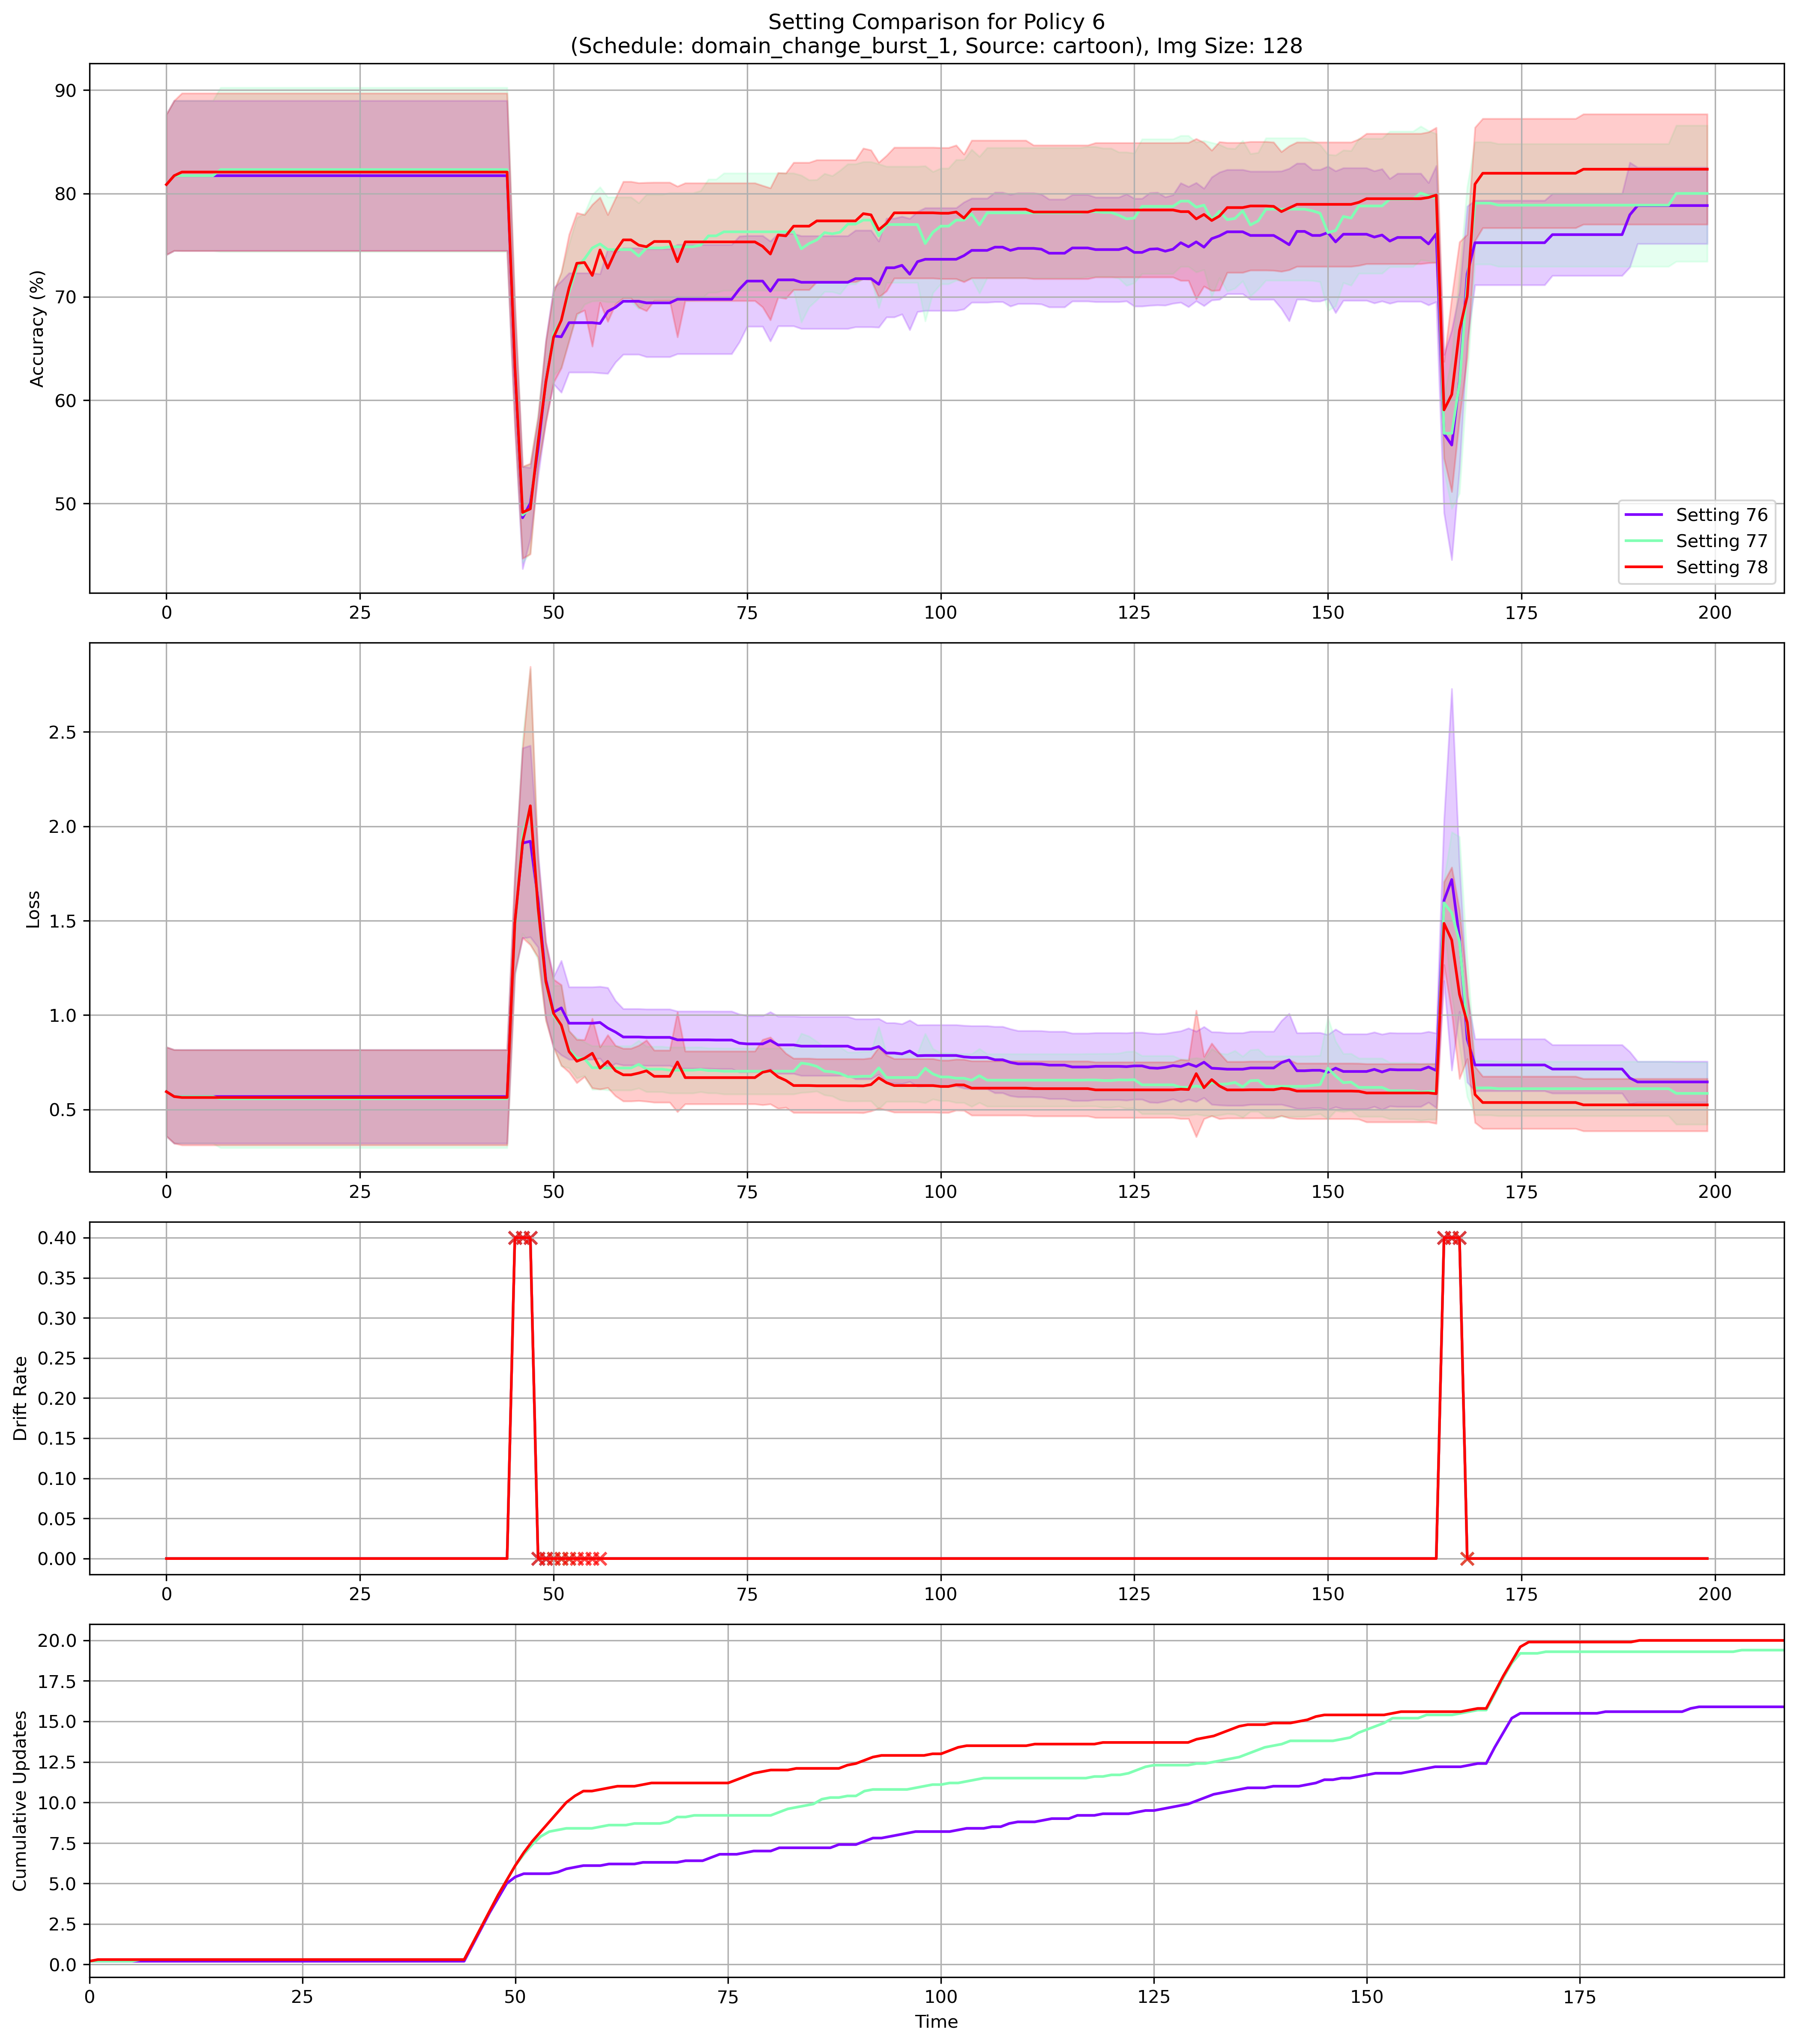 Setting Comparison for Policy 6
(Schedule: domain_change_burst_1, Source: cartoon), Img Size: 128
Accuracy (%)
90
80
70
60
50
0 25 50 75 100 125 150 175 200
Setting 76
Setting 77
Setting 78
Loss
2.5
2.0
1.5
1.0
0.5
0 25 50 75 100 125 150 175 200
Drift Rate
0.40
0.35
0.30
0.25
0.20
0.15
0.10
0.05
0.00
0 25 50 75 100 125 150 175 200
Cumulative Updates
20.0
17.5
15.0
12.5
10.0
7.5
5.0
2.5
0.0
0 25 50 75 100 125 150 175
Time